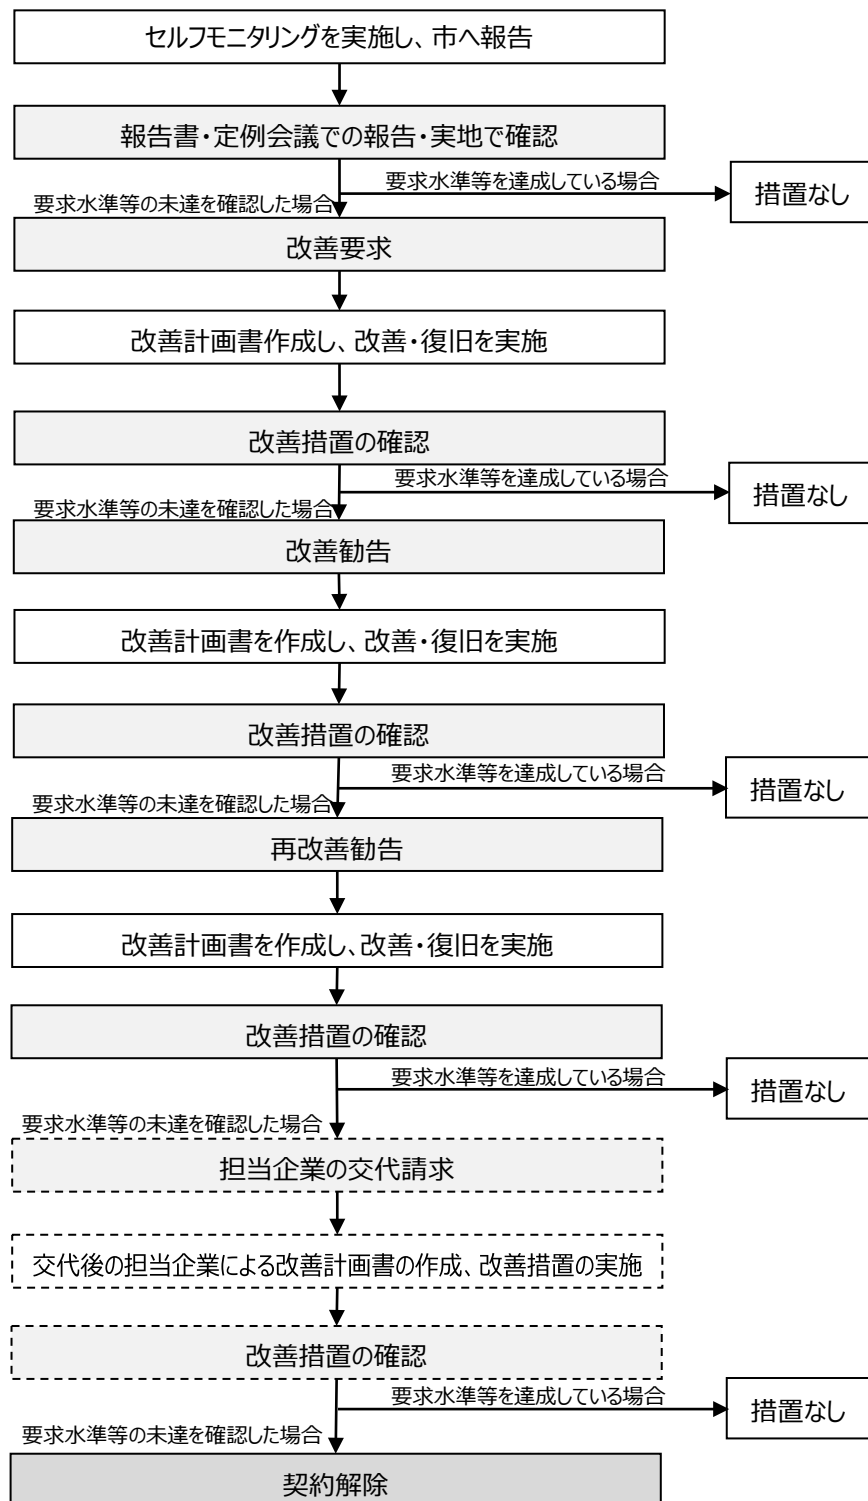 セルフモニタリングを実施し、市へ報告
報告書・定例会議での報告・実地で確認
要求水準等を達成している場合
措置なし
要求水準等の未達を確認した場合
改善要求
改善計画書作成し、改善・復旧を実施
改善措置の確認
要求水準等を達成している場合
措置なし
要求水準等の未達を確認した場合
改善勧告
改善計画書を作成し、改善・復旧を実施
改善措置の確認
要求水準等を達成している場合
措置なし
要求水準等の未達を確認した場合
再改善勧告
改善計画書を作成し、改善・復旧を実施
改善措置の確認
要求水準等を達成している場合
措置なし
要求水準等の未達を確認した場合
担当企業の交代請求
交代後の担当企業による改善計画書の作成、改善措置の実施
改善措置の確認
要求水準等を達成している場合
措置なし
要求水準等の未達を確認した場合
契約解除